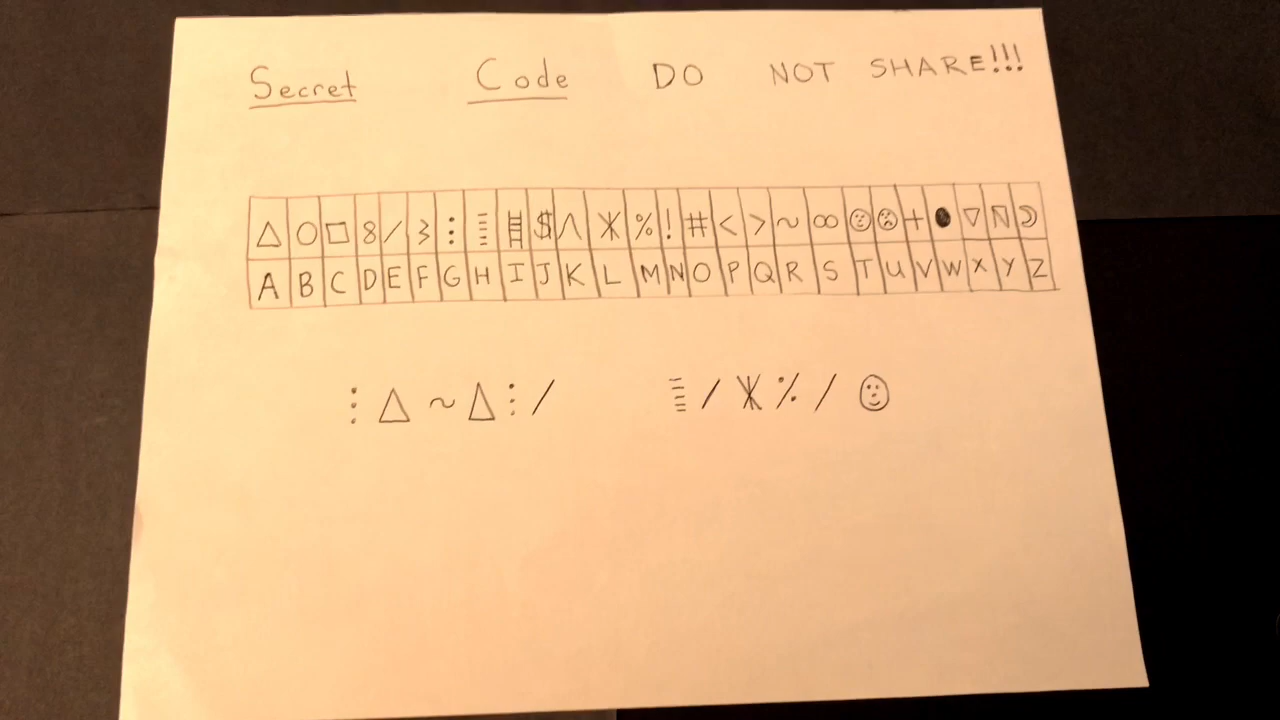 Secret Code DO NOT SHARE!!!
△ ○ □ 8 / 3 ⋮ ☰ 𐄷 $ ∧ ⚹ % ! # < > ~ ∞ ☺ ☹ + ● ▽ И ☽
A B C D E F G H I J K L M N O P Q R S T U V W X Y Z
⋮ △ ~ △ ⋮ / ☰ / ⚹ % / ☺